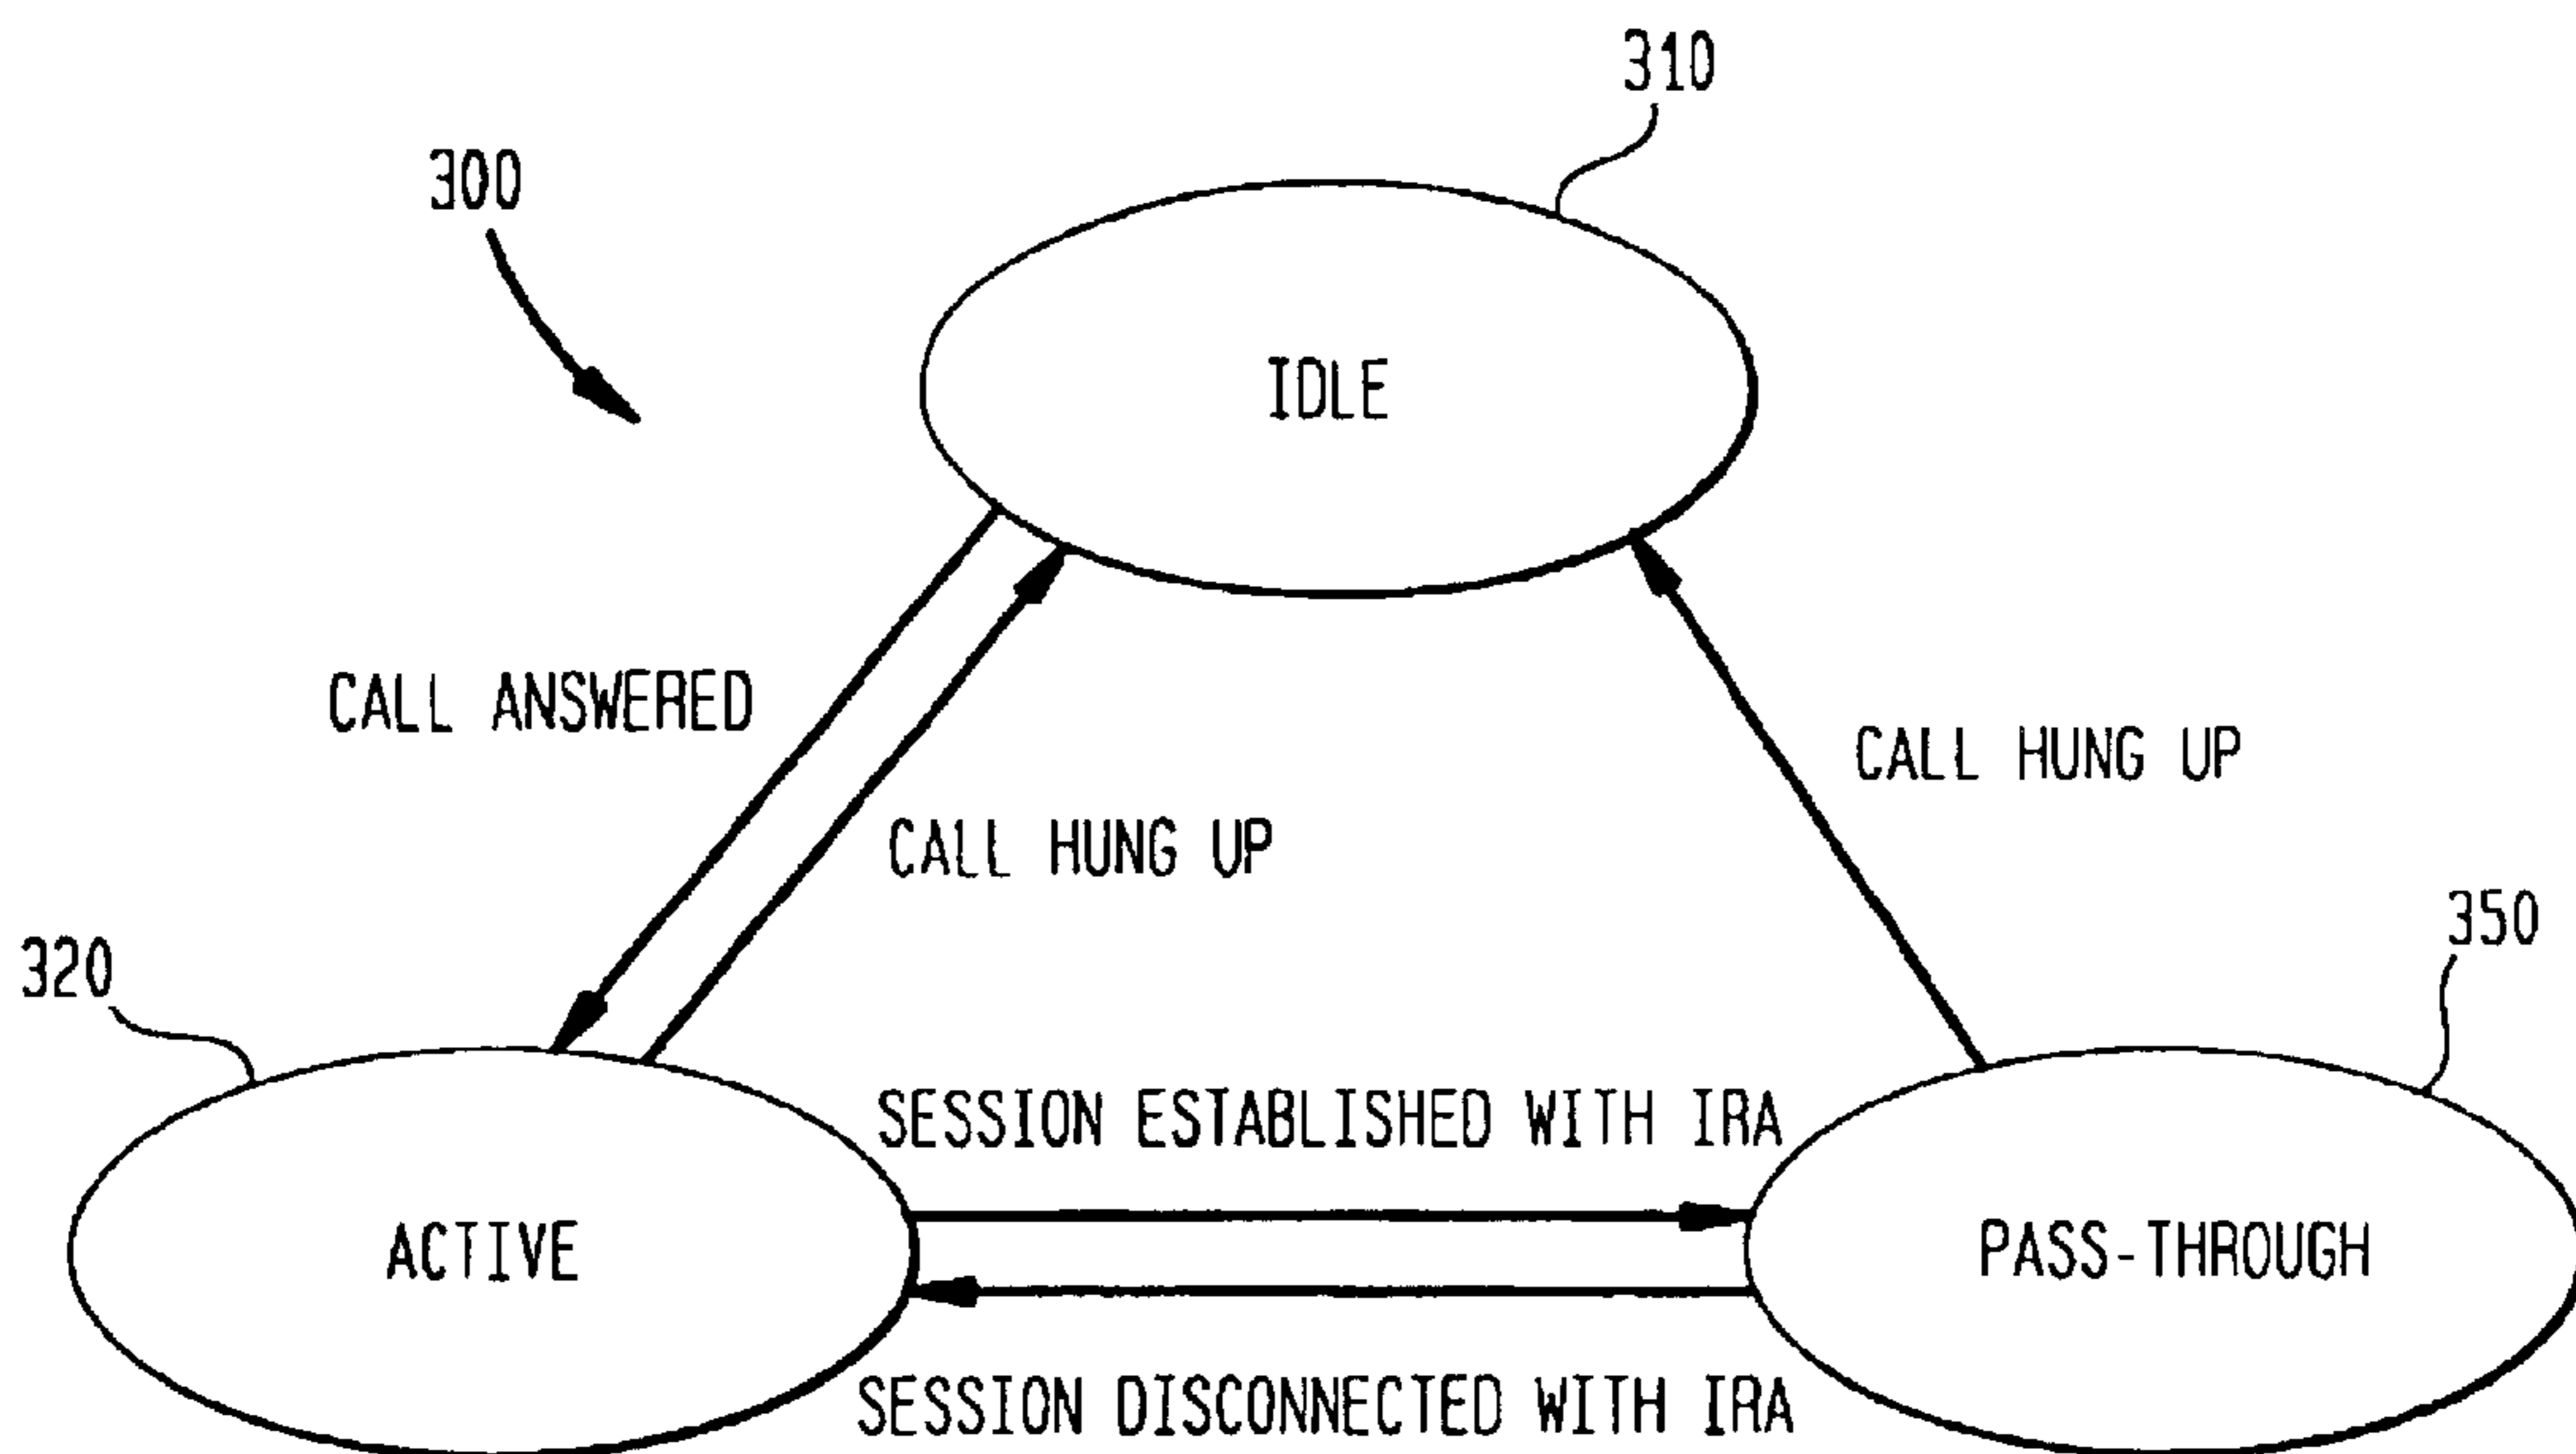 310
300
IDLE
CALL ANSWERED
CALL HUNG UP
CALL HUNG UP
350
320
SESSION ESTABLISHED WITH IRA
ACTIVE
PASS-THROUGH
SESSION DISCONNECTED WITH IRA